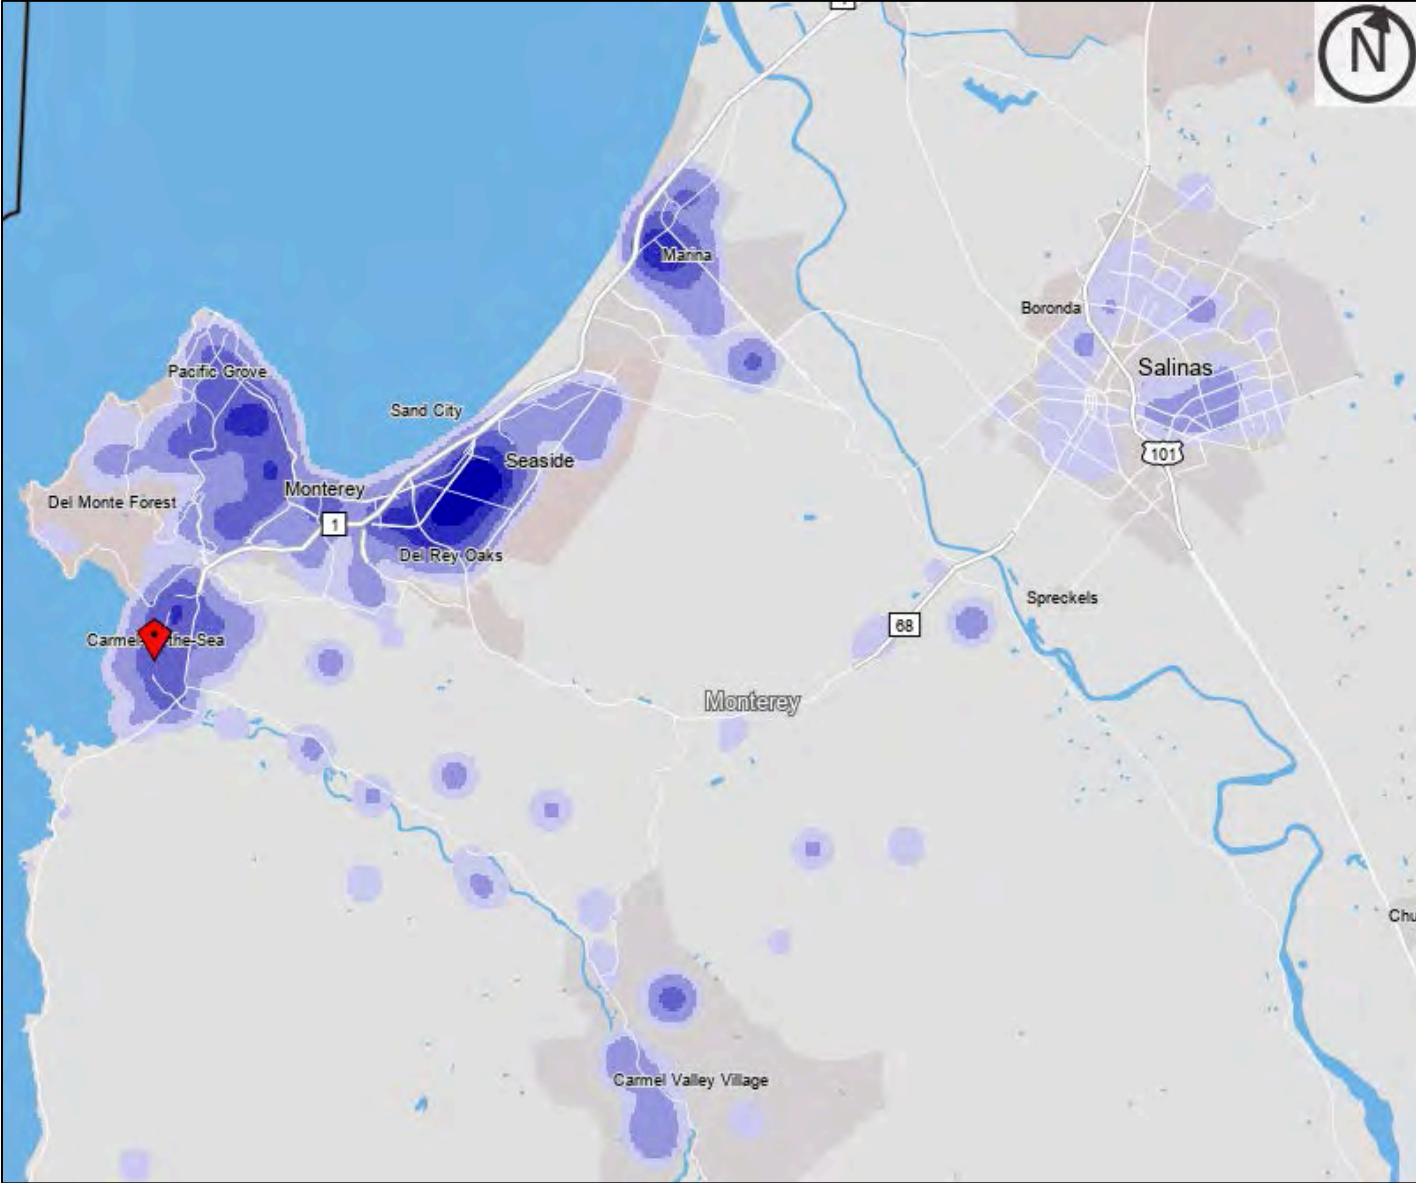 N
Marina
Boronda
Salinas
Pacific Grove
Sand City
101
Seaside
Monterey
Del Monte Forest
1
Del Rey Oaks
Spreckels
68
Monterey
Chu
Carmel Valley Village